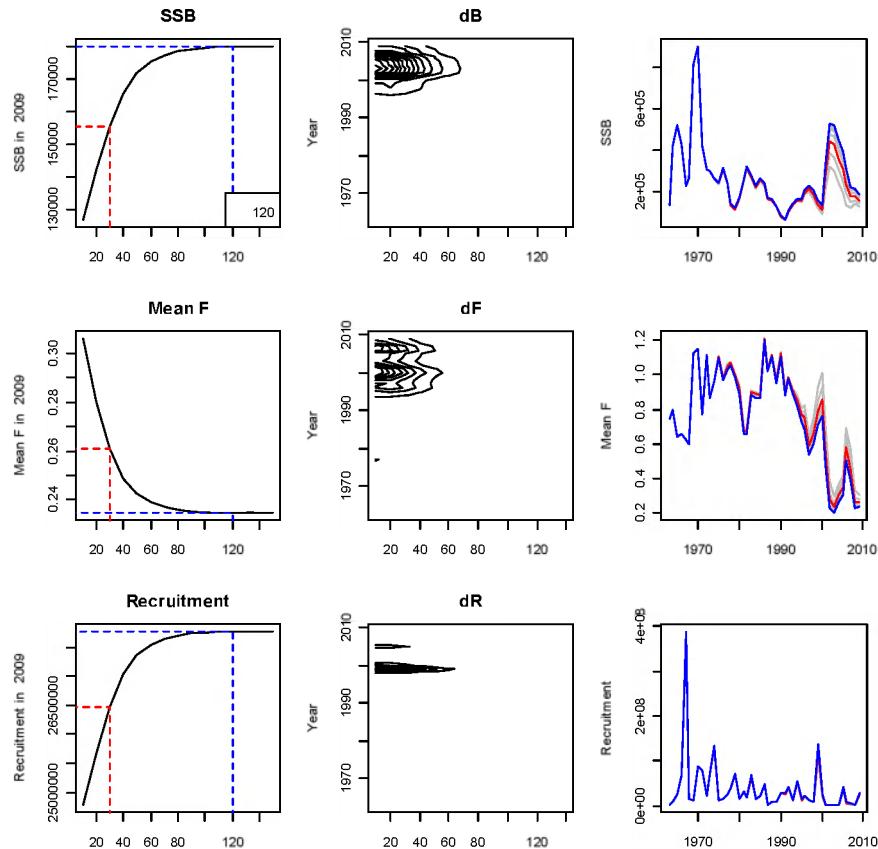 SSB
dB
SSB in 2009
130000 150000 170000
120
20 40 60 80 120
Year
1970 1990 2010
20 40 60 80 120
SSB
2e+05 6e+05
1970 1990 2010
Mean F
dF
Mean F in 2009
0.24 0.26 0.28 0.30
20 40 60 80 120
Year
1970 1990 2010
20 40 60 80 120
Mean F
0.2 0.4 0.6 0.8 1.0 1.2
1970 1990 2010
Recruitment
dR
Recruitment in 2009
25000000 26500000
20 40 60 80 120
Year
1970 1990 2010
20 40 60 80 120
Recruitment
0e+00 2e+08 4e+08
1970 1990 2010